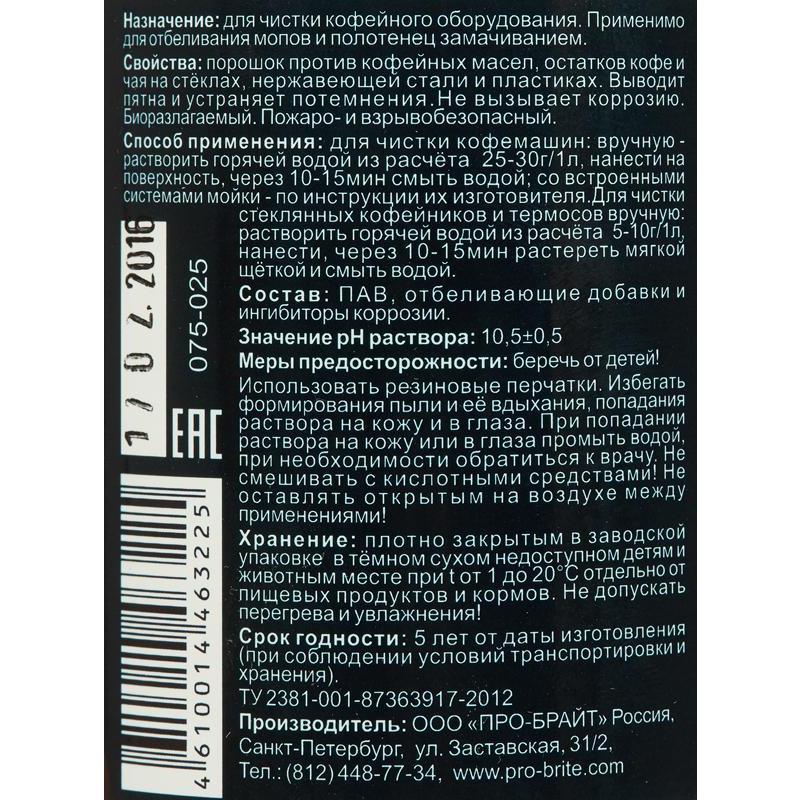 Назначение: для чистки кофейного оборудования. Применимо
для отбеливания мопов и полотенец замачиванием.
Свойства: порошок против кофейных масел, остатков кофе и
чая на стёклах, нержавеющей стали и пластиках. Выводит
пятна и устраняет потемнения. Не вызывает коррозию.
Биоразлагаемый. Пожаро- и взрывобезопасный.
Способ применения: для чистки кофемашин: вручную -
растворить горячей водой из расчёта 25-30г/1л, нанести на
поверхность, через 10-15мин смыть водой; со встроенными
системами мойки - по инструкции их изготовителя. Для чистки
стеклянных кофейников и термосов вручную:
растворить горячей водой из расчёта 5-10г/1л,
нанести, через 10-15мин растереть мягкой
щёткой и смыть водой.
Состав: ПАВ, отбеливающие добавки и
ингибиторы коррозии.
Значение pH раствора: 10,5±0,5
Меры предосторожности: беречь от детей!
Использовать резиновые перчатки. Избегать
формирования пыли и её вдыхания, попадания
раствора на кожу и в глаза. При попадании
раствора на кожу или в глаза промыть водой,
при необходимости обратиться к врачу. Не
смешивать с кислотными средствами! Не
оставлять открытым на воздухе между
применениями!
Хранение: плотно закрытым в заводской
упаковке в тёмном сухом недоступном детям и
животным месте при t от 1 до 20°С отдельно от
пищевых продуктов и кормов. Не допускать
перегрева и увлажнения!
Срок годности: 5 лет от даты изготовления
(при соблюдении условий транспортировки и
хранения).
ТУ 2381-001-87363917-2012
Производитель: ООО «ПРО-БРАЙТ» Россия,
Санкт-Петербург, ул. Заставская, 31/2,
Тел.: (812) 448-77-34, www.pro-brite.com
17 02. 2016
075-025
EAC
4 610014 463225